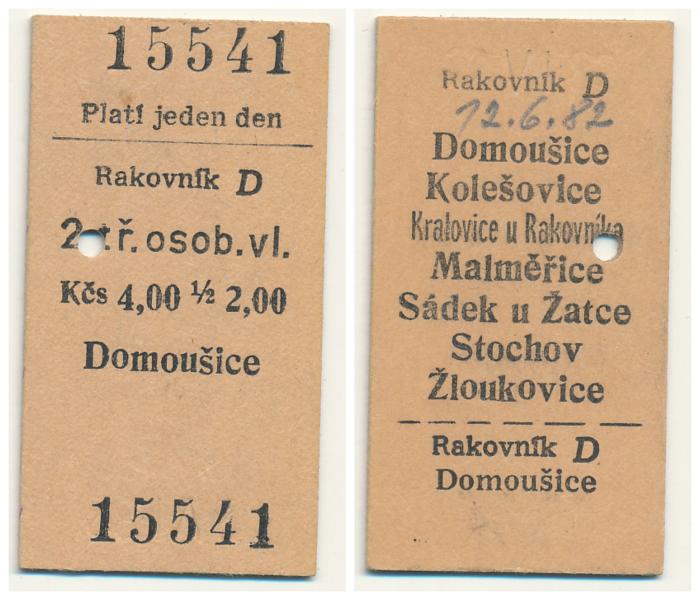 15541
Platí jeden den
Rakovník D
2. tř. osob. vl.
Kčs 4,00 ½ 2,00
Domoušice
15541
Rakovník D
12.6.82
Domoušice
Kolešovice
Kralovice u Rakovníka
Malměřice
Sádek u Žatce
Stochov
Žloukovice
Rakovník D
Domoušice